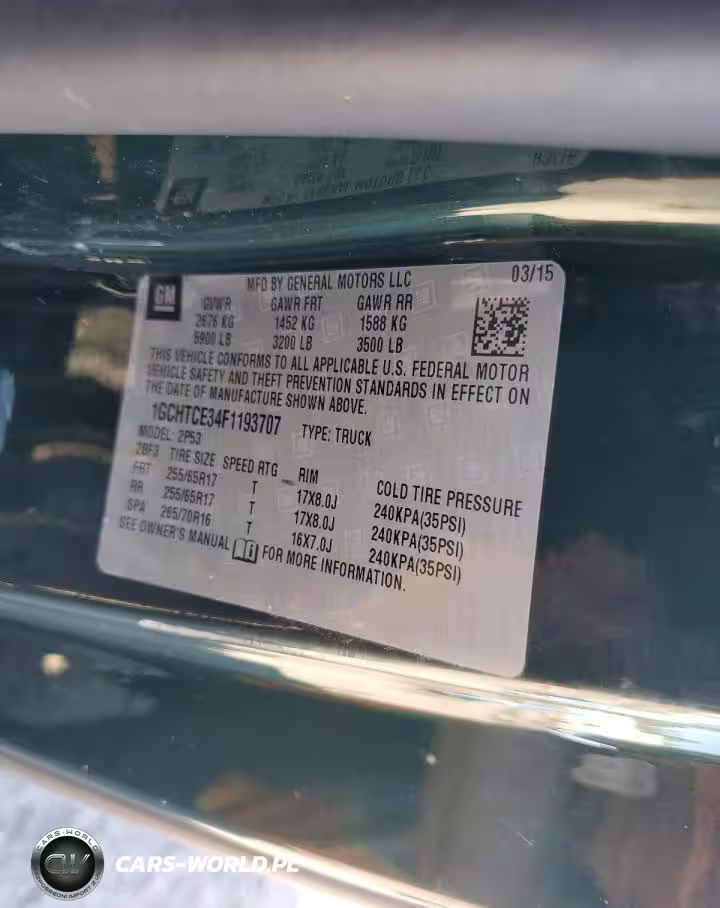 GM
MFD BY GENERAL MOTORS LLC
03/15
GVWR GAWR FRT GAWR RR
2676 KG 1452 KG 1588 KG
5900 LB 3200 LB 3500 LB
THIS VEHICLE CONFORMS TO ALL APPLICABLE U.S. FEDERAL MOTOR
VEHICLE SAFETY AND THEFT PREVENTION STANDARDS IN EFFECT ON
THE DATE OF MANUFACTURE SHOWN ABOVE.
1GCHTCE34F1193707 TYPE: TRUCK
MODEL: 2P53
2BF3 TIRE SIZE SPEED RTG RIM COLD TIRE PRESSURE
FRT 255/65R17 T 17X8.0J 240KPA(35PSI)
RR 255/65R17 T 17X8.0J 240KPA(35PSI)
SPA 265/70R16 T 16X7.0J 240KPA(35PSI)
SEE OWNER'S MANUAL FOR MORE INFORMATION.
CARS-WORLD
CW
CARS-WORLD.PL